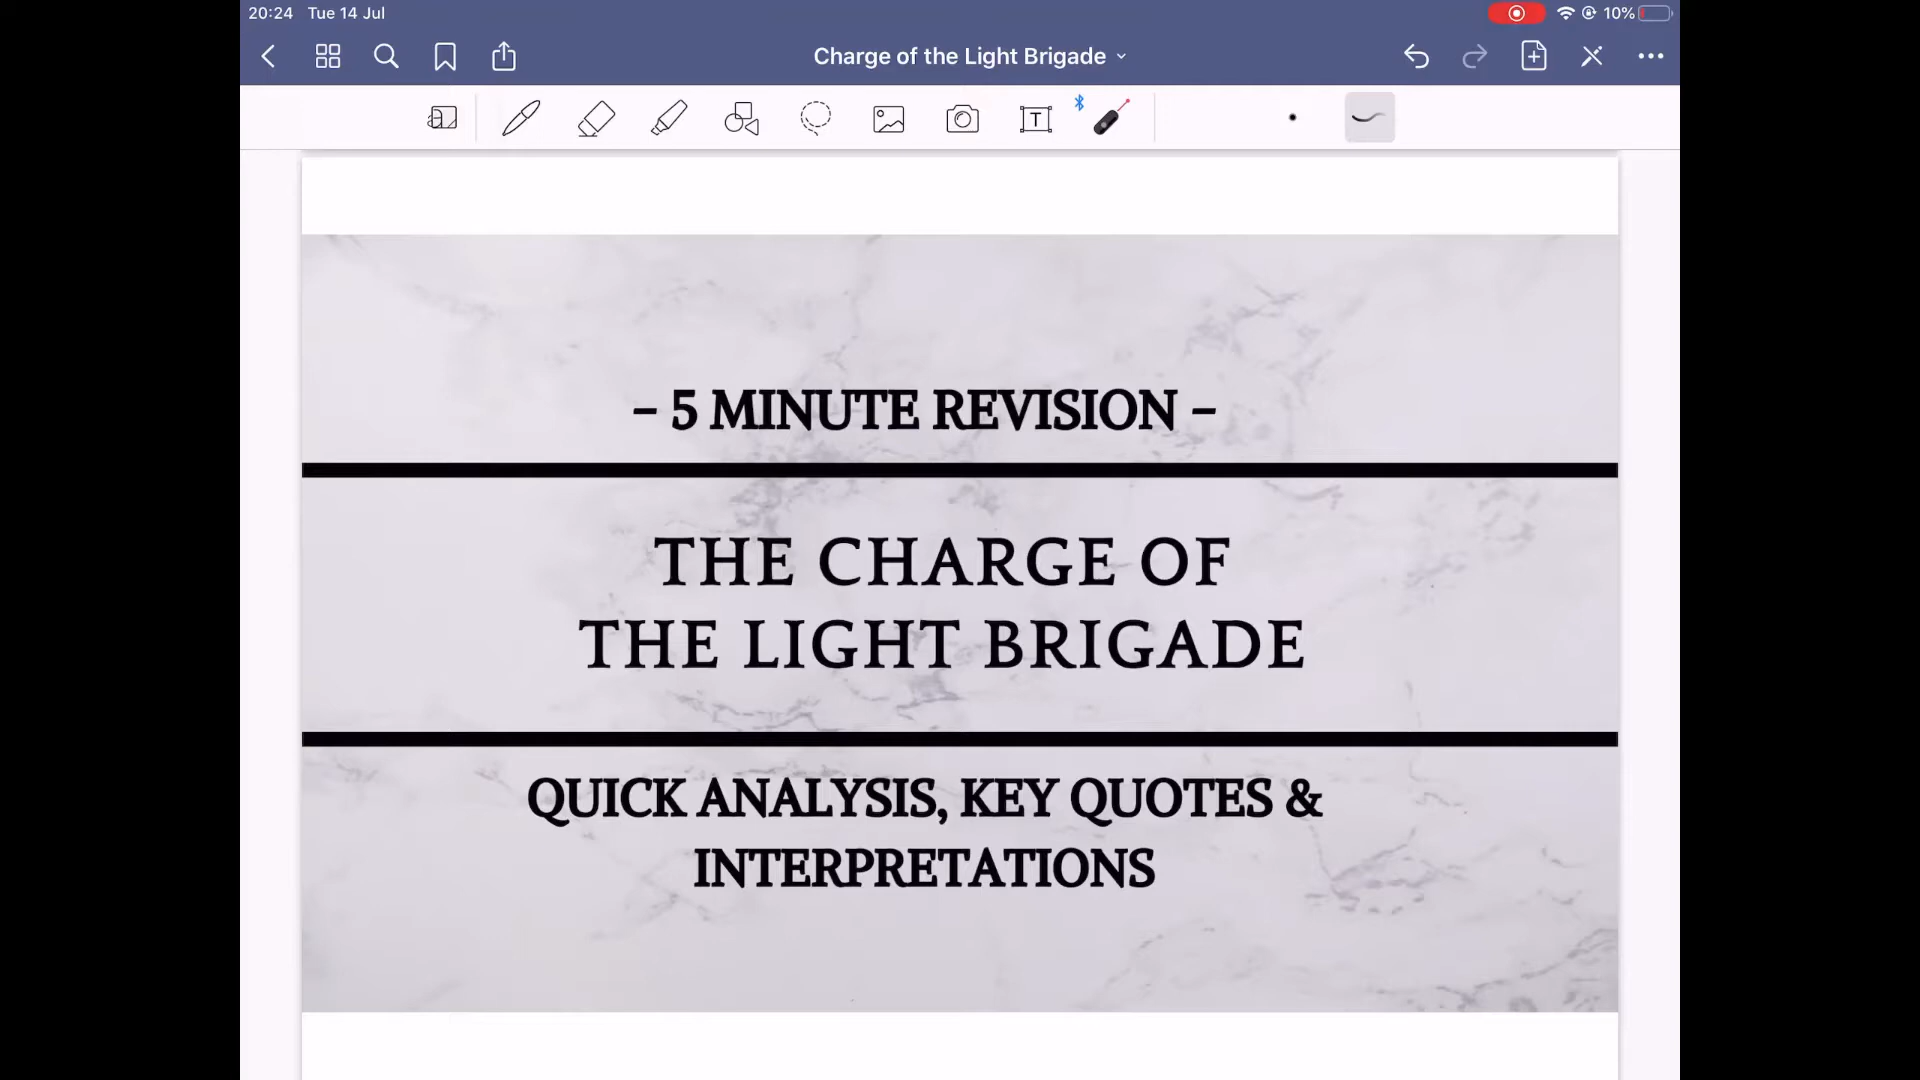 20:24 Tue 14 Jul 10%
Charge of the Light Brigade
a T
– 5 MINUTE REVISION –
THE CHARGE OF
THE LIGHT BRIGADE
QUICK ANALYSIS, KEY QUOTES &
INTERPRETATIONS